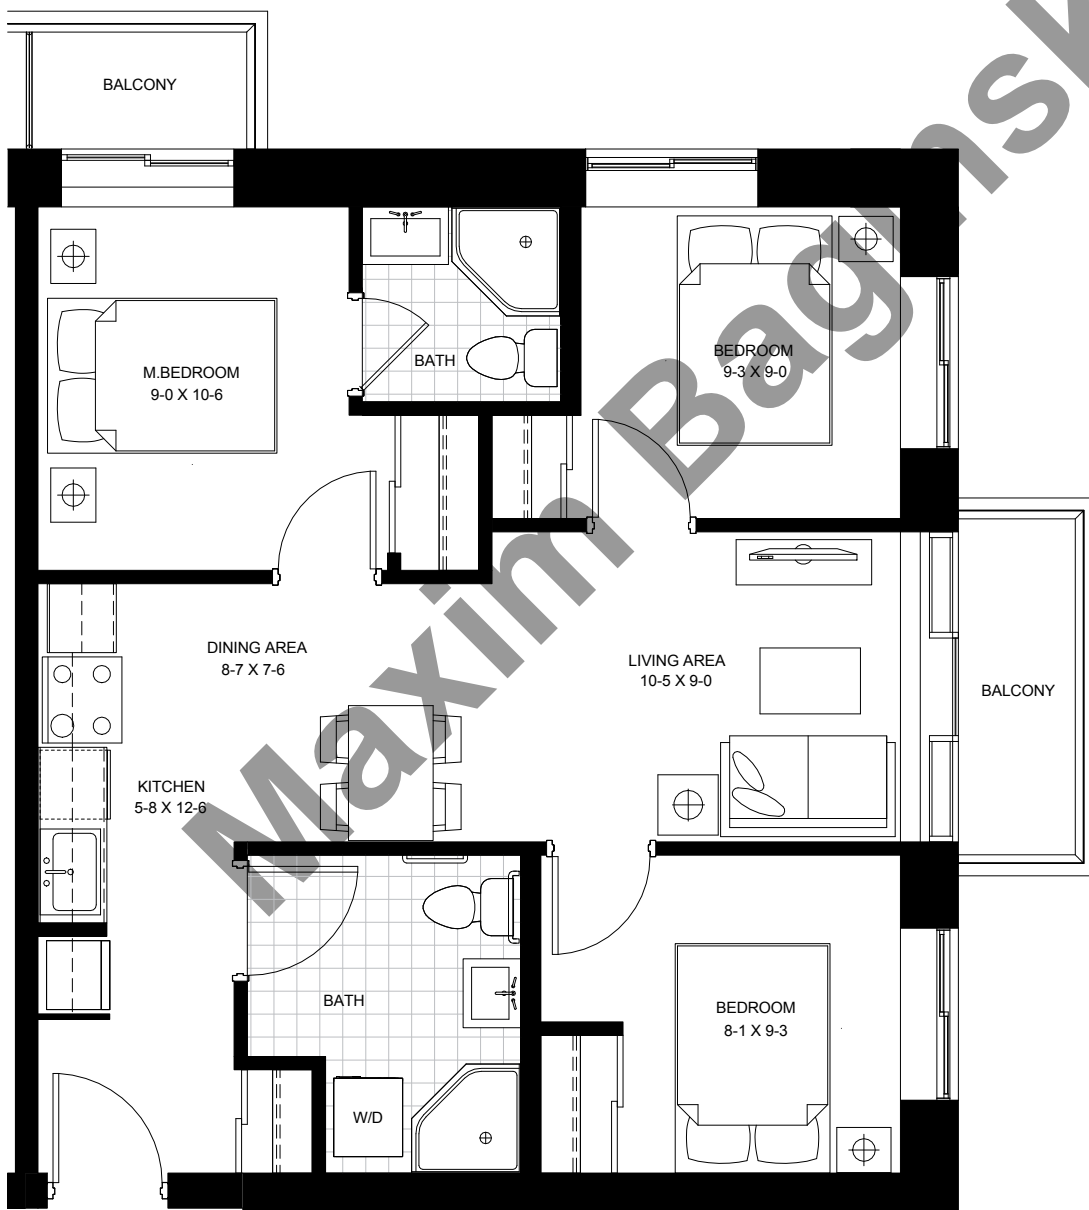 BALCONY
M.BEDROOM
9-0 X 10-6
BATH
BEDROOM
9-3 X 9-0
DINING AREA
8-7 X 7-6
LIVING AREA
10-5 X 9-0
BALCONY
KITCHEN
5-8 X 12-6
BATH
BEDROOM
8-1 X 9-3
W/D
Maxim Baginsk